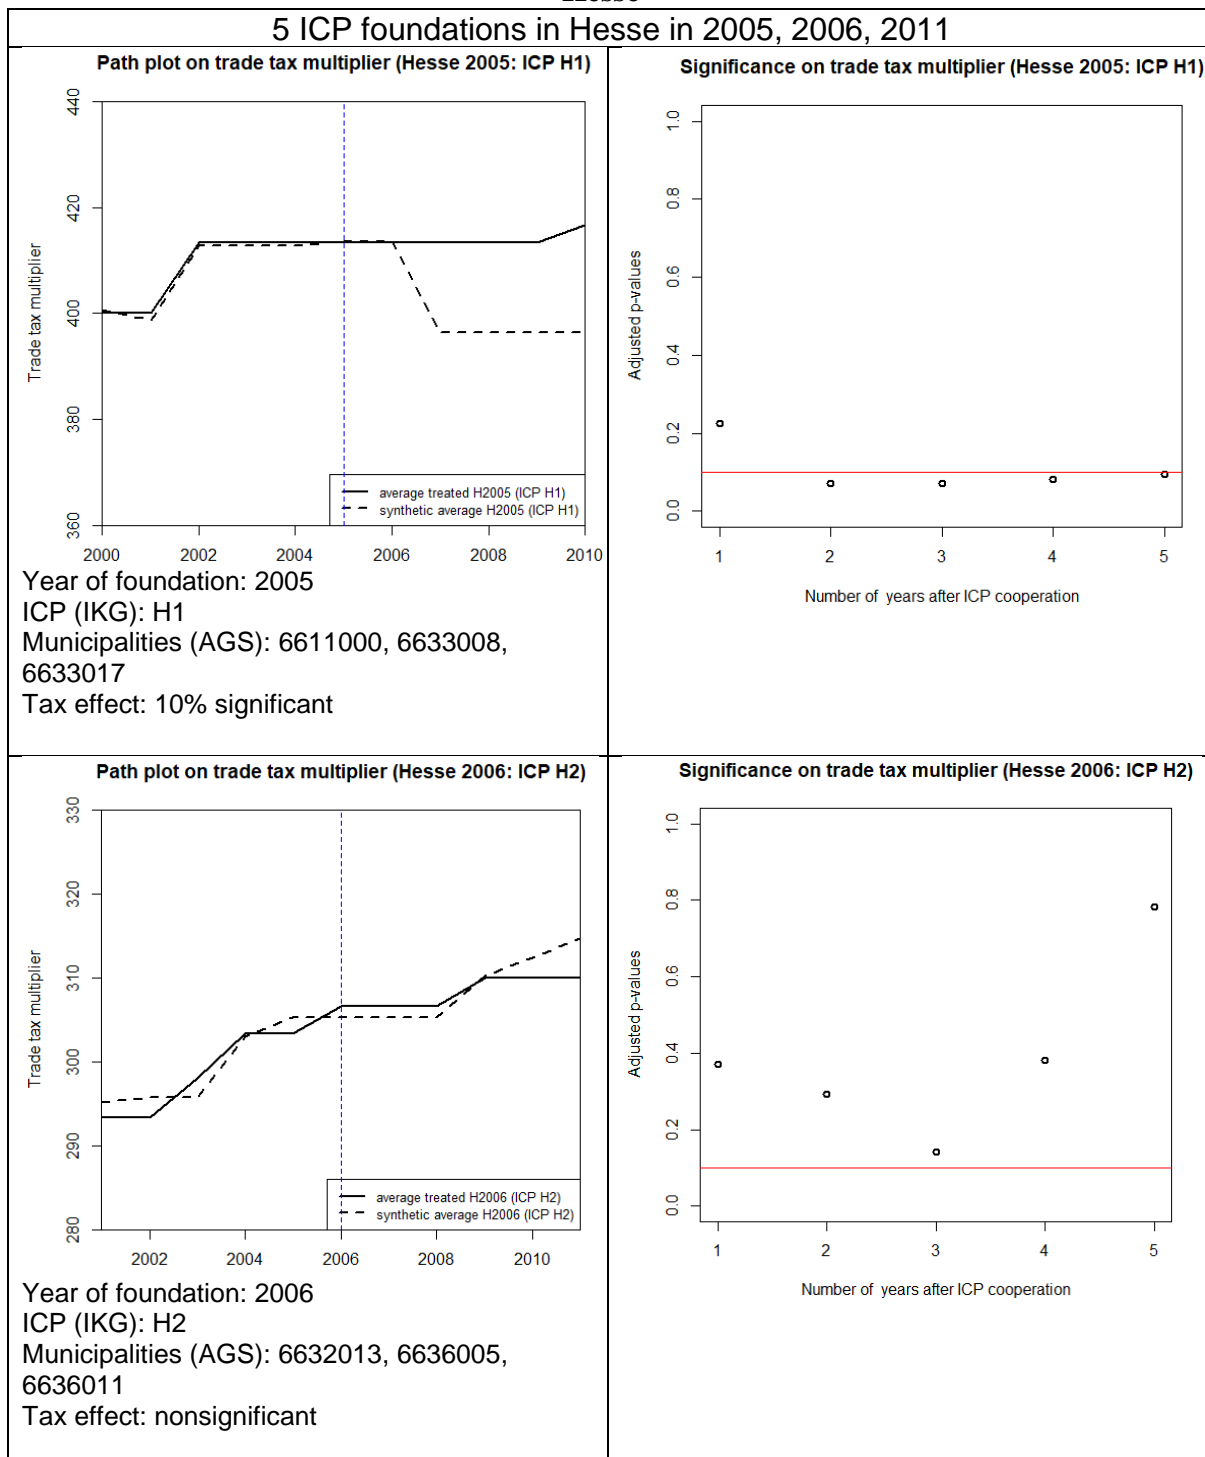 5 ICP foundations in Hesse in 2005, 2006, 2011
Path plot on trade tax multiplier (Hesse 2005: ICP H1)
Trade tax multiplier
440
420
400
380
360
average treated H2005 (ICP H1)
synthetic average H2005 (ICP H1)
2000 2002 2004 2006 2008 2010
Year of foundation: 2005
ICP (IKG): H1
Municipalities (AGS): 6611000, 6633008,
6633017
Tax effect: 10% significant
Significance on trade tax multiplier (Hesse 2005: ICP H1)
Adjusted p-values
1.0
0.8
0.6
0.4
0.2
0.0
1 2 3 4 5
Number of years after ICP cooperation
Path plot on trade tax multiplier (Hesse 2006: ICP H2)
Trade tax multiplier
330
320
310
300
290
280
average treated H2006 (ICP H2)
synthetic average H2006 (ICP H2)
2002 2004 2006 2008 2010
Year of foundation: 2006
ICP (IKG): H2
Municipalities (AGS): 6632013, 6636005,
6636011
Tax effect: nonsignificant
Significance on trade tax multiplier (Hesse 2006: ICP H2)
Adjusted p-values
1.0
0.8
0.6
0.4
0.2
0.0
1 2 3 4 5
Number of years after ICP cooperation